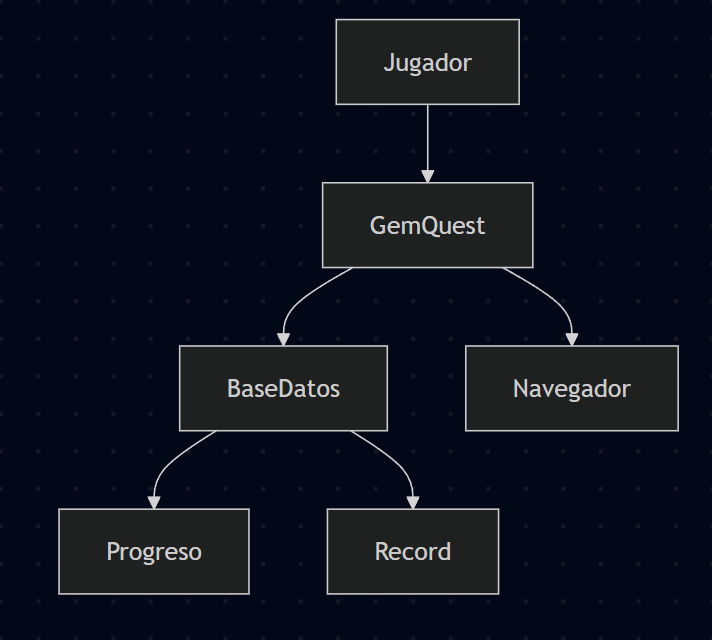 Jugador
GemQuest
BaseDatos
Navegador
Progreso
Record